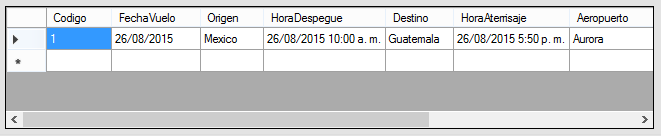 Codigo FechaVuelo Origen HoraDespegue Destino HoraAterrisaje Aeropuerto
1 26/08/2015 Mexico 26/08/2015 10:00 a. m. Guatemala 26/08/2015 5:50 p. m. Aurora